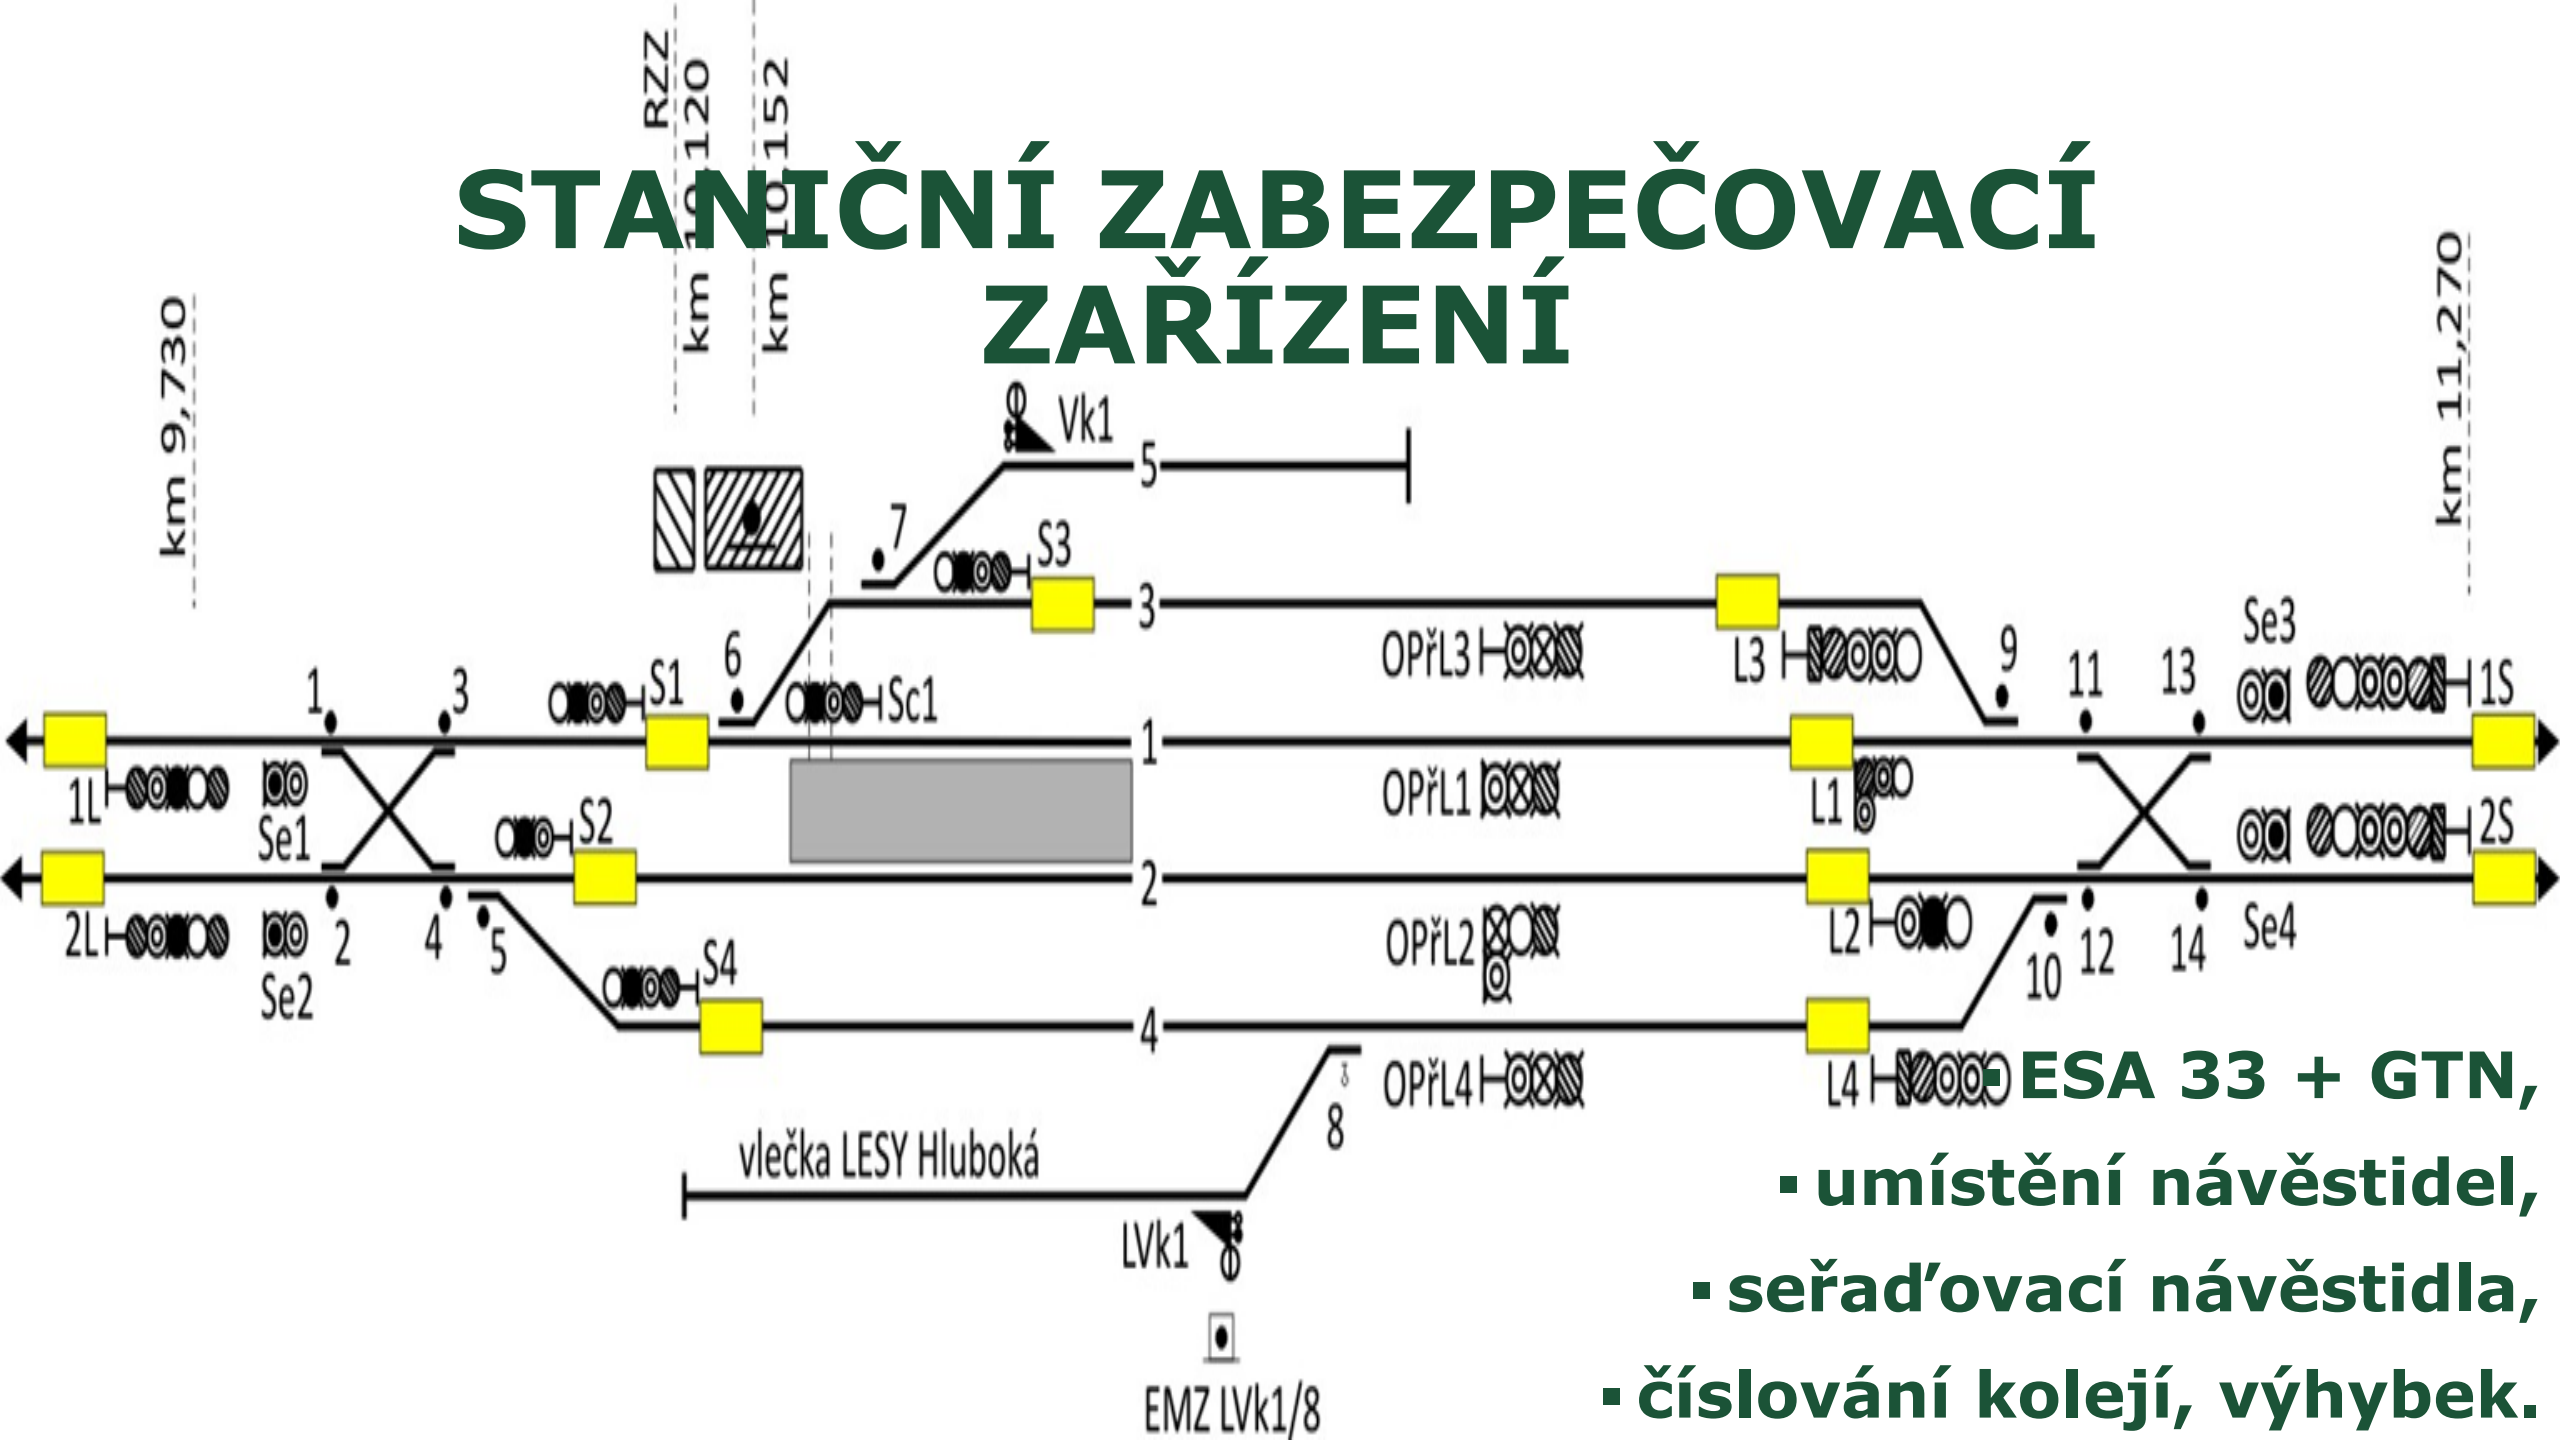 RZZ
km 10,120
km 10,152
STANIČNÍ ZABEZPEČOVACÍ
ZAŘÍZENÍ
km 9,730
km 11,270
Vk1
5
7
S3
3
6
OPřL3
L3
9
Se3
1
3
S1
Sc1
11
13
1S
1
1L
Se1
S2
OPřL1
L1
2S
2
2L
2
4
5
Se2
S4
OPřL2
L2
10
12
14
Se4
4
8
OPřL4
L4
▪ ESA 33 + GTN,
vlečka LESY Hluboká
▪ umístění návěstidel,
LVk1
▪ seřaďovací návěstidla,
EMZ LVk1/8
▪ číslování kolejí, výhybek.